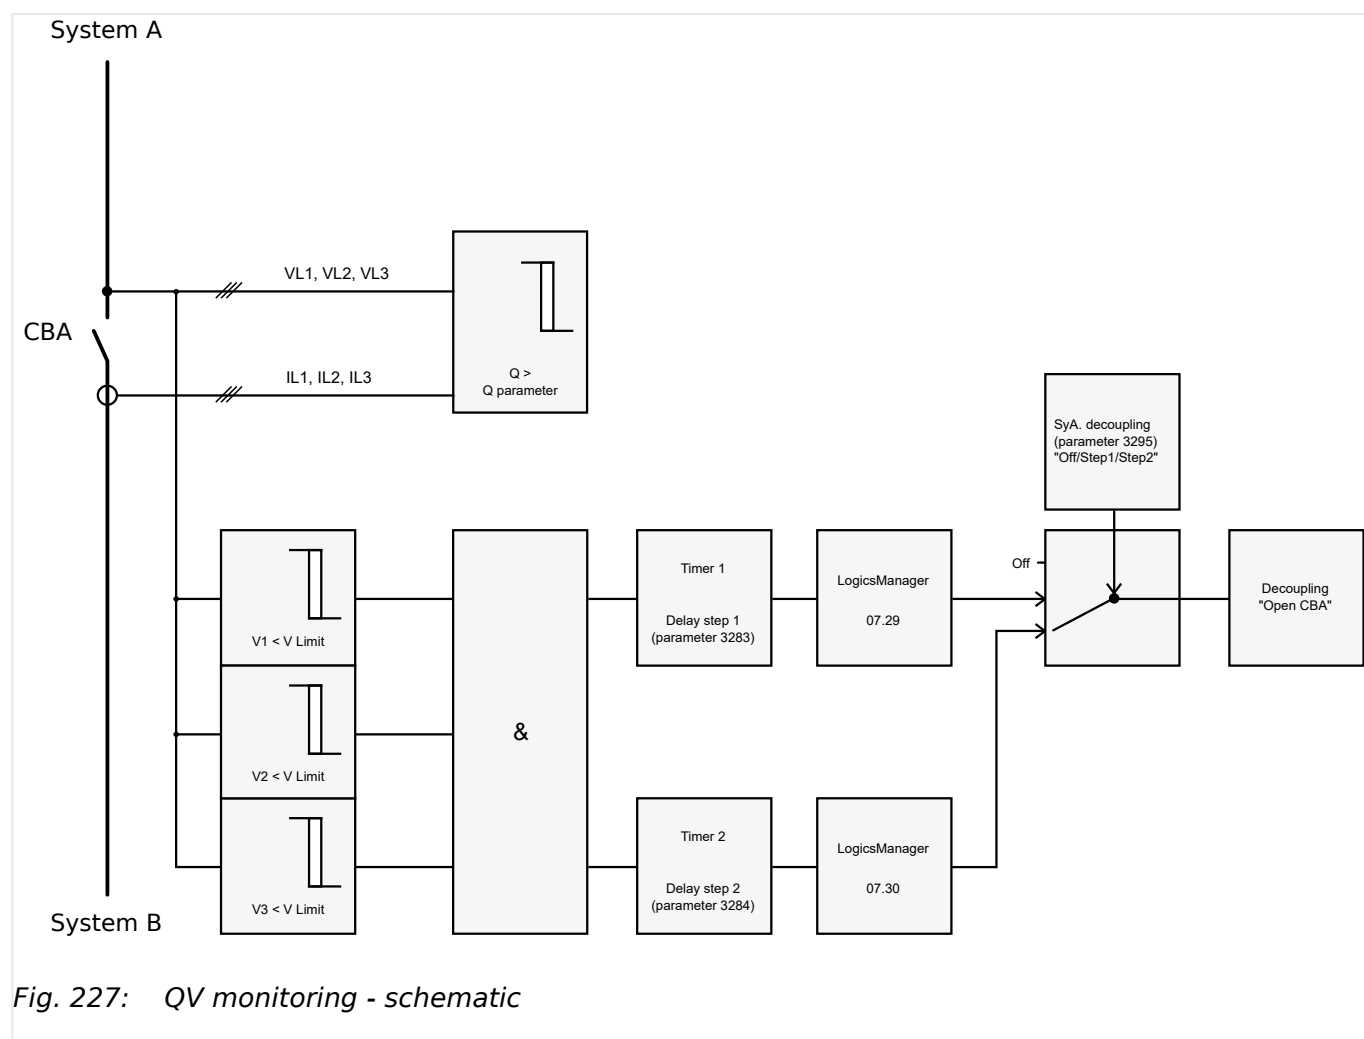 System A
VL1, VL2, VL3
CBA
IL1, IL2, IL3
Q >
Q parameter
SyA. decoupling
(parameter 3295)
"Off/Step1/Step2"
V1 < V Limit
V2 < V Limit
V3 < V Limit
&
Timer 1
Delay step 1
(parameter 3283)
LogicsManager
07.29
Off
Decoupling
"Open CBA"
Timer 2
Delay step 2
(parameter 3284)
LogicsManager
07.30
System B
Fig. 227: QV monitoring - schematic